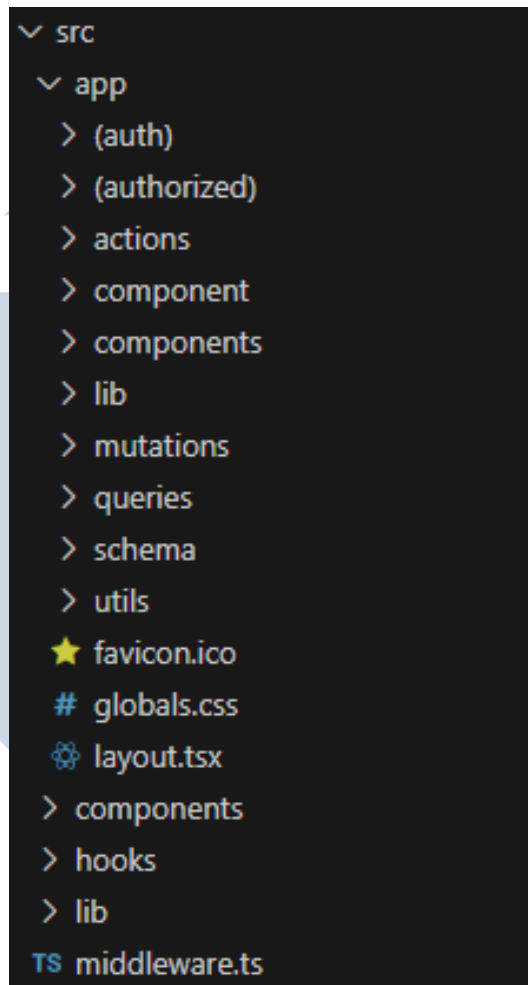 src
app
(auth)
(authorized)
actions
component
components
lib
mutations
queries
schema
utils
favicon.ico
# globals.css
layout.tsx
components
hooks
lib
TS middleware.ts